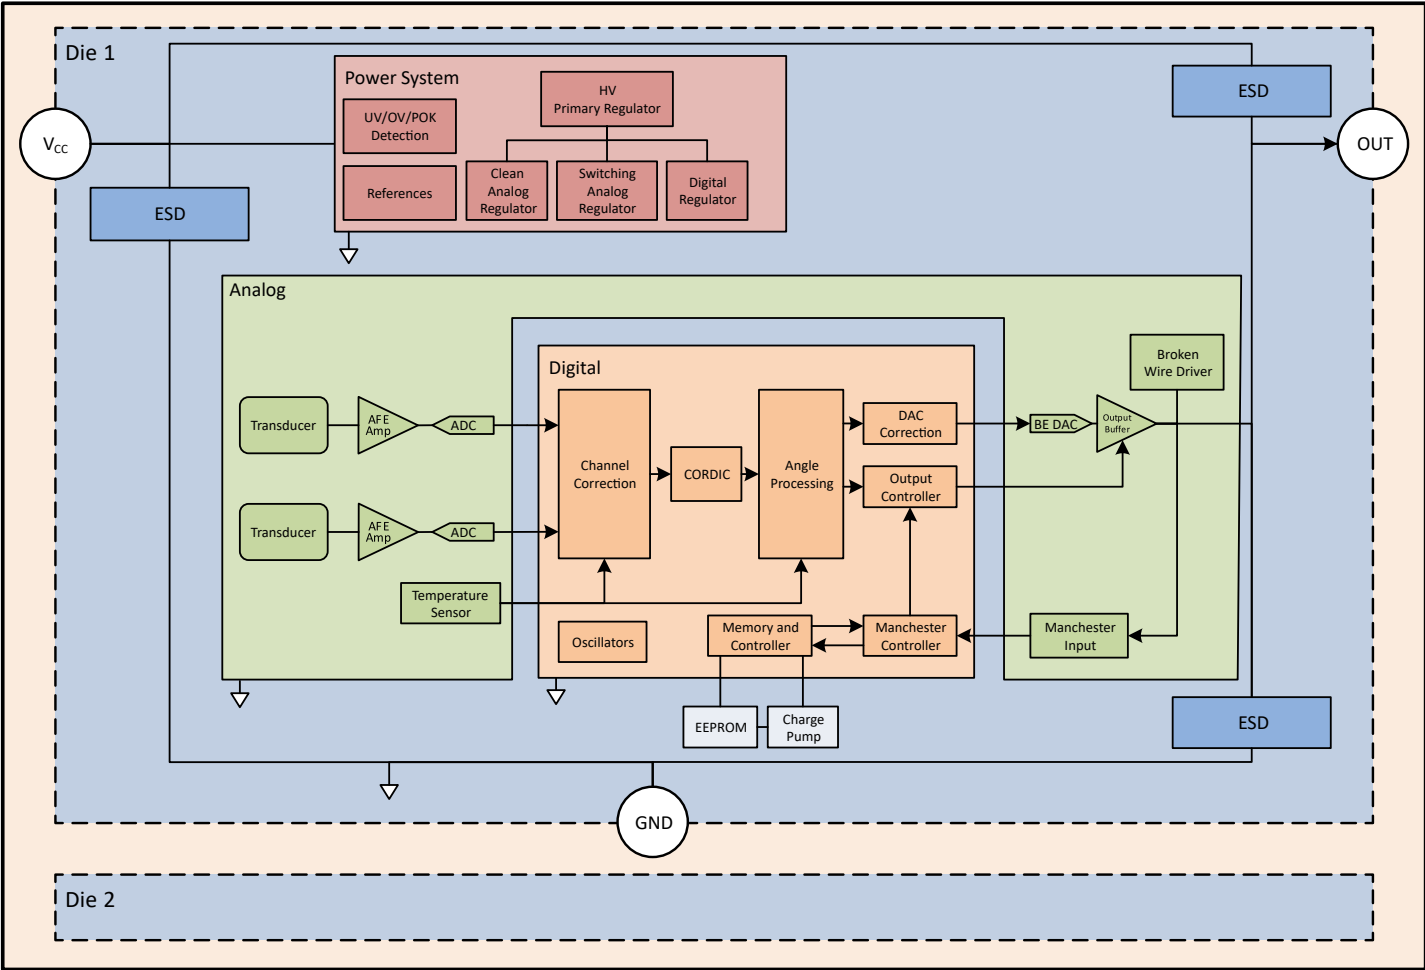 Die 1
Power System
HV
Primary Regulator
UV/OV/POK
Detection
References
Clean
Analog
Regulator
Switching
Analog
Regulator
Digital
Regulator
ESD
VCC
OUT
ESD
Analog
Digital
Broken
Wire Driver
Transducer
AFE
Amp
ADC
Channel
Correction
CORDIC
Angle
Processing
DAC
Correction
BE DAC
Output
Buffer
Output
Controller
Transducer
AFE
Amp
ADC
Temperature
Sensor
Oscillators
Memory and
Controller
Manchester
Controller
Manchester
Input
EEPROM
Charge
Pump
ESD
GND
Die 2